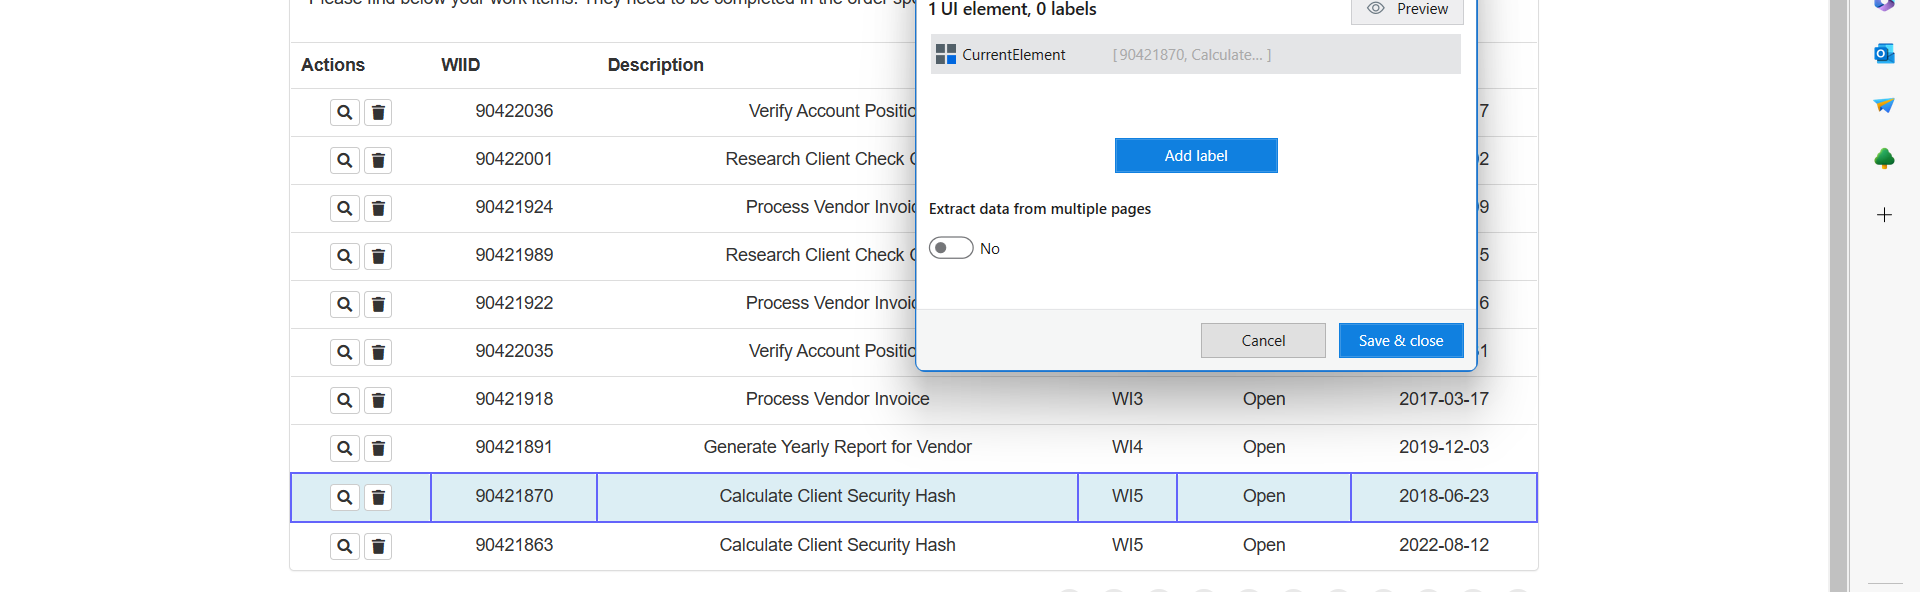 1 UI element, 0 labels
Preview
CurrentElement [ 90421870, Calculate... ]
Add label
Extract data from multiple pages
No
Cancel
Save & close
Actions WIID Description
90422036 Verify Account 7
90422001 Research Client Check 2
90421924 Process Vendor 9
90421989 Research Client Check 5
90421922 Process Vendor 6
90422035 Verify Account 1
90421918 Process Vendor Invoice WI3 Open 2017-03-17
90421891 Generate Yearly Report for Vendor WI4 Open 2019-12-03
90421870 Calculate Client Security Hash WI5 Open 2018-06-23
90421863 Calculate Client Security Hash WI5 Open 2022-08-12